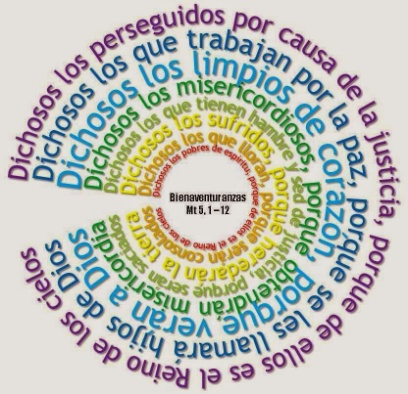 Dichosos los perseguidos por causa de la justicia, porque de ellos es el Reino de los cielos
Dichosos los que trabajan por la paz, porque se les llamará hijos de Dios
Dichosos los limpios de corazon, porque verán a Dios
Dichosos los misericordiosos, porque obtendrán misericordia
Dichosos los que tienen hambre y sed de justicia, porque serán saciados
Dichosos los sufridos, porque heredarán la tierra
Dichosos los que lloran, porque serán consolados
Dichosos los pobres de espíritu, porque de ellos es el Reino de los cielos
Bienaventuranzas
Mt 5, 1 – 12